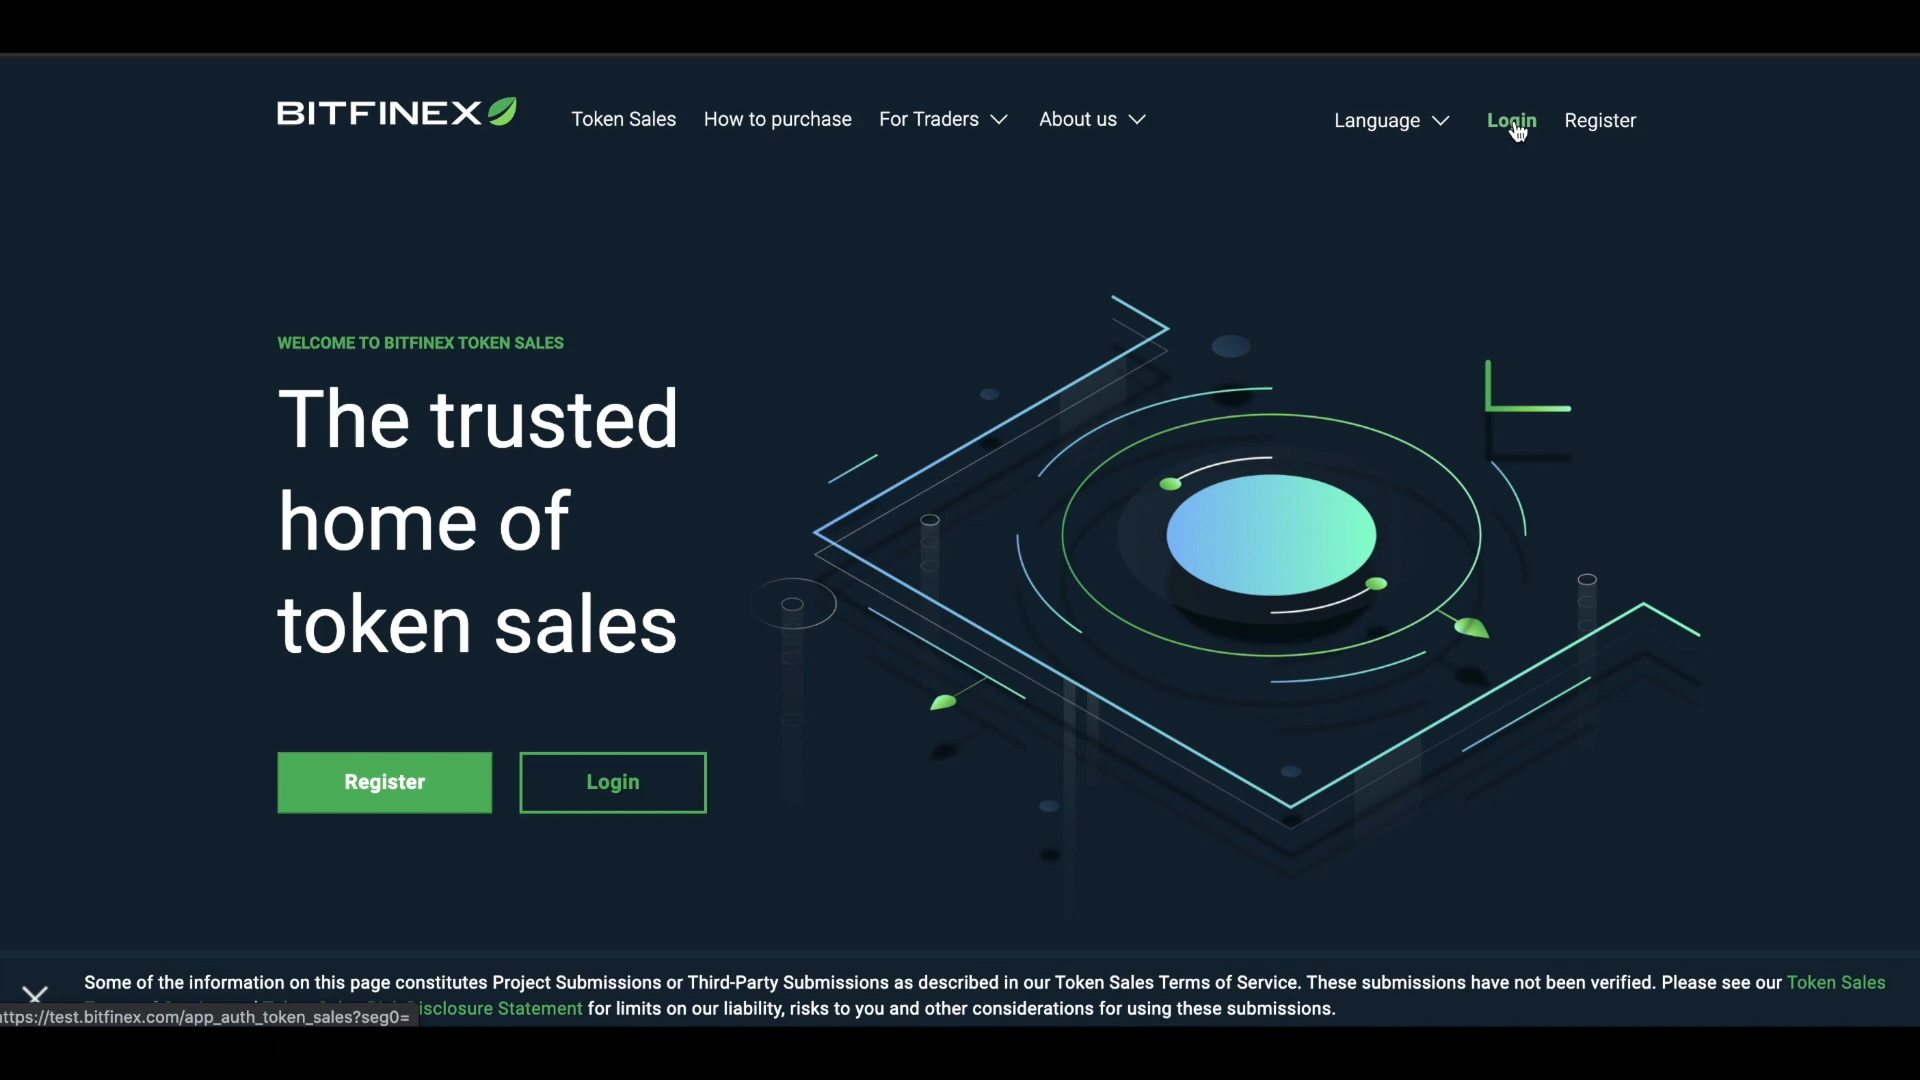 BITFINEX
Token Sales How to purchase For Traders About us Language Login Register
WELCOME TO BITFINEX TOKEN SALES
The trusted
home of
token sales
Register Login
Some of the information on this page constitutes Project Submissions or Third-Party Submissions as described in our Token Sales Terms of Service. These submissions have not been verified. Please see our Token Sales
isclosure Statement for limits on our liability, risks to you and other considerations for using these submissions.
ttps://test.bitfinex.com/app_auth_token_sales?seg0=